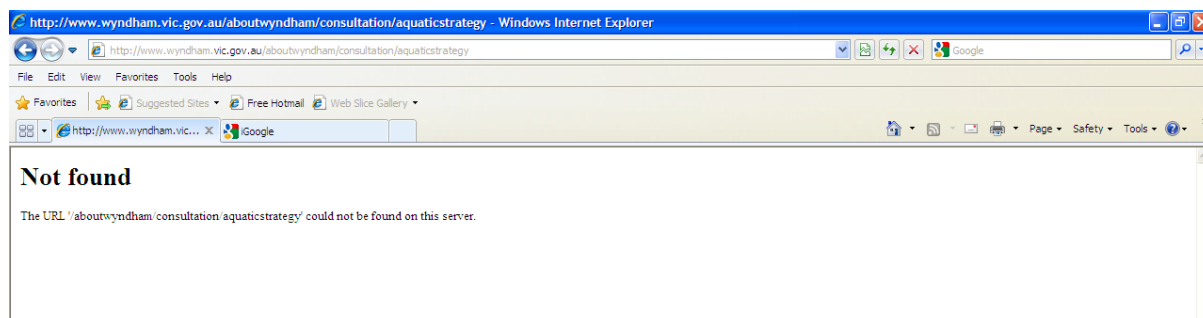 http://www.wyndham.vic.gov.au/aboutwyndham/consultation/aquaticstrategy - Windows Internet Explorer
http://www.wyndham.vic.gov.au/aboutwyndham/consultation/aquaticstrategy Google
File Edit View Favorites Tools Help
Favorites Suggested Sites Free Hotmail Web Slice Gallery
http://www.wyndham.vic... X iGoogle Page Safety Tools
Not found
The URL '/aboutwyndham/consultation/aquaticstrategy' could not be found on this server.